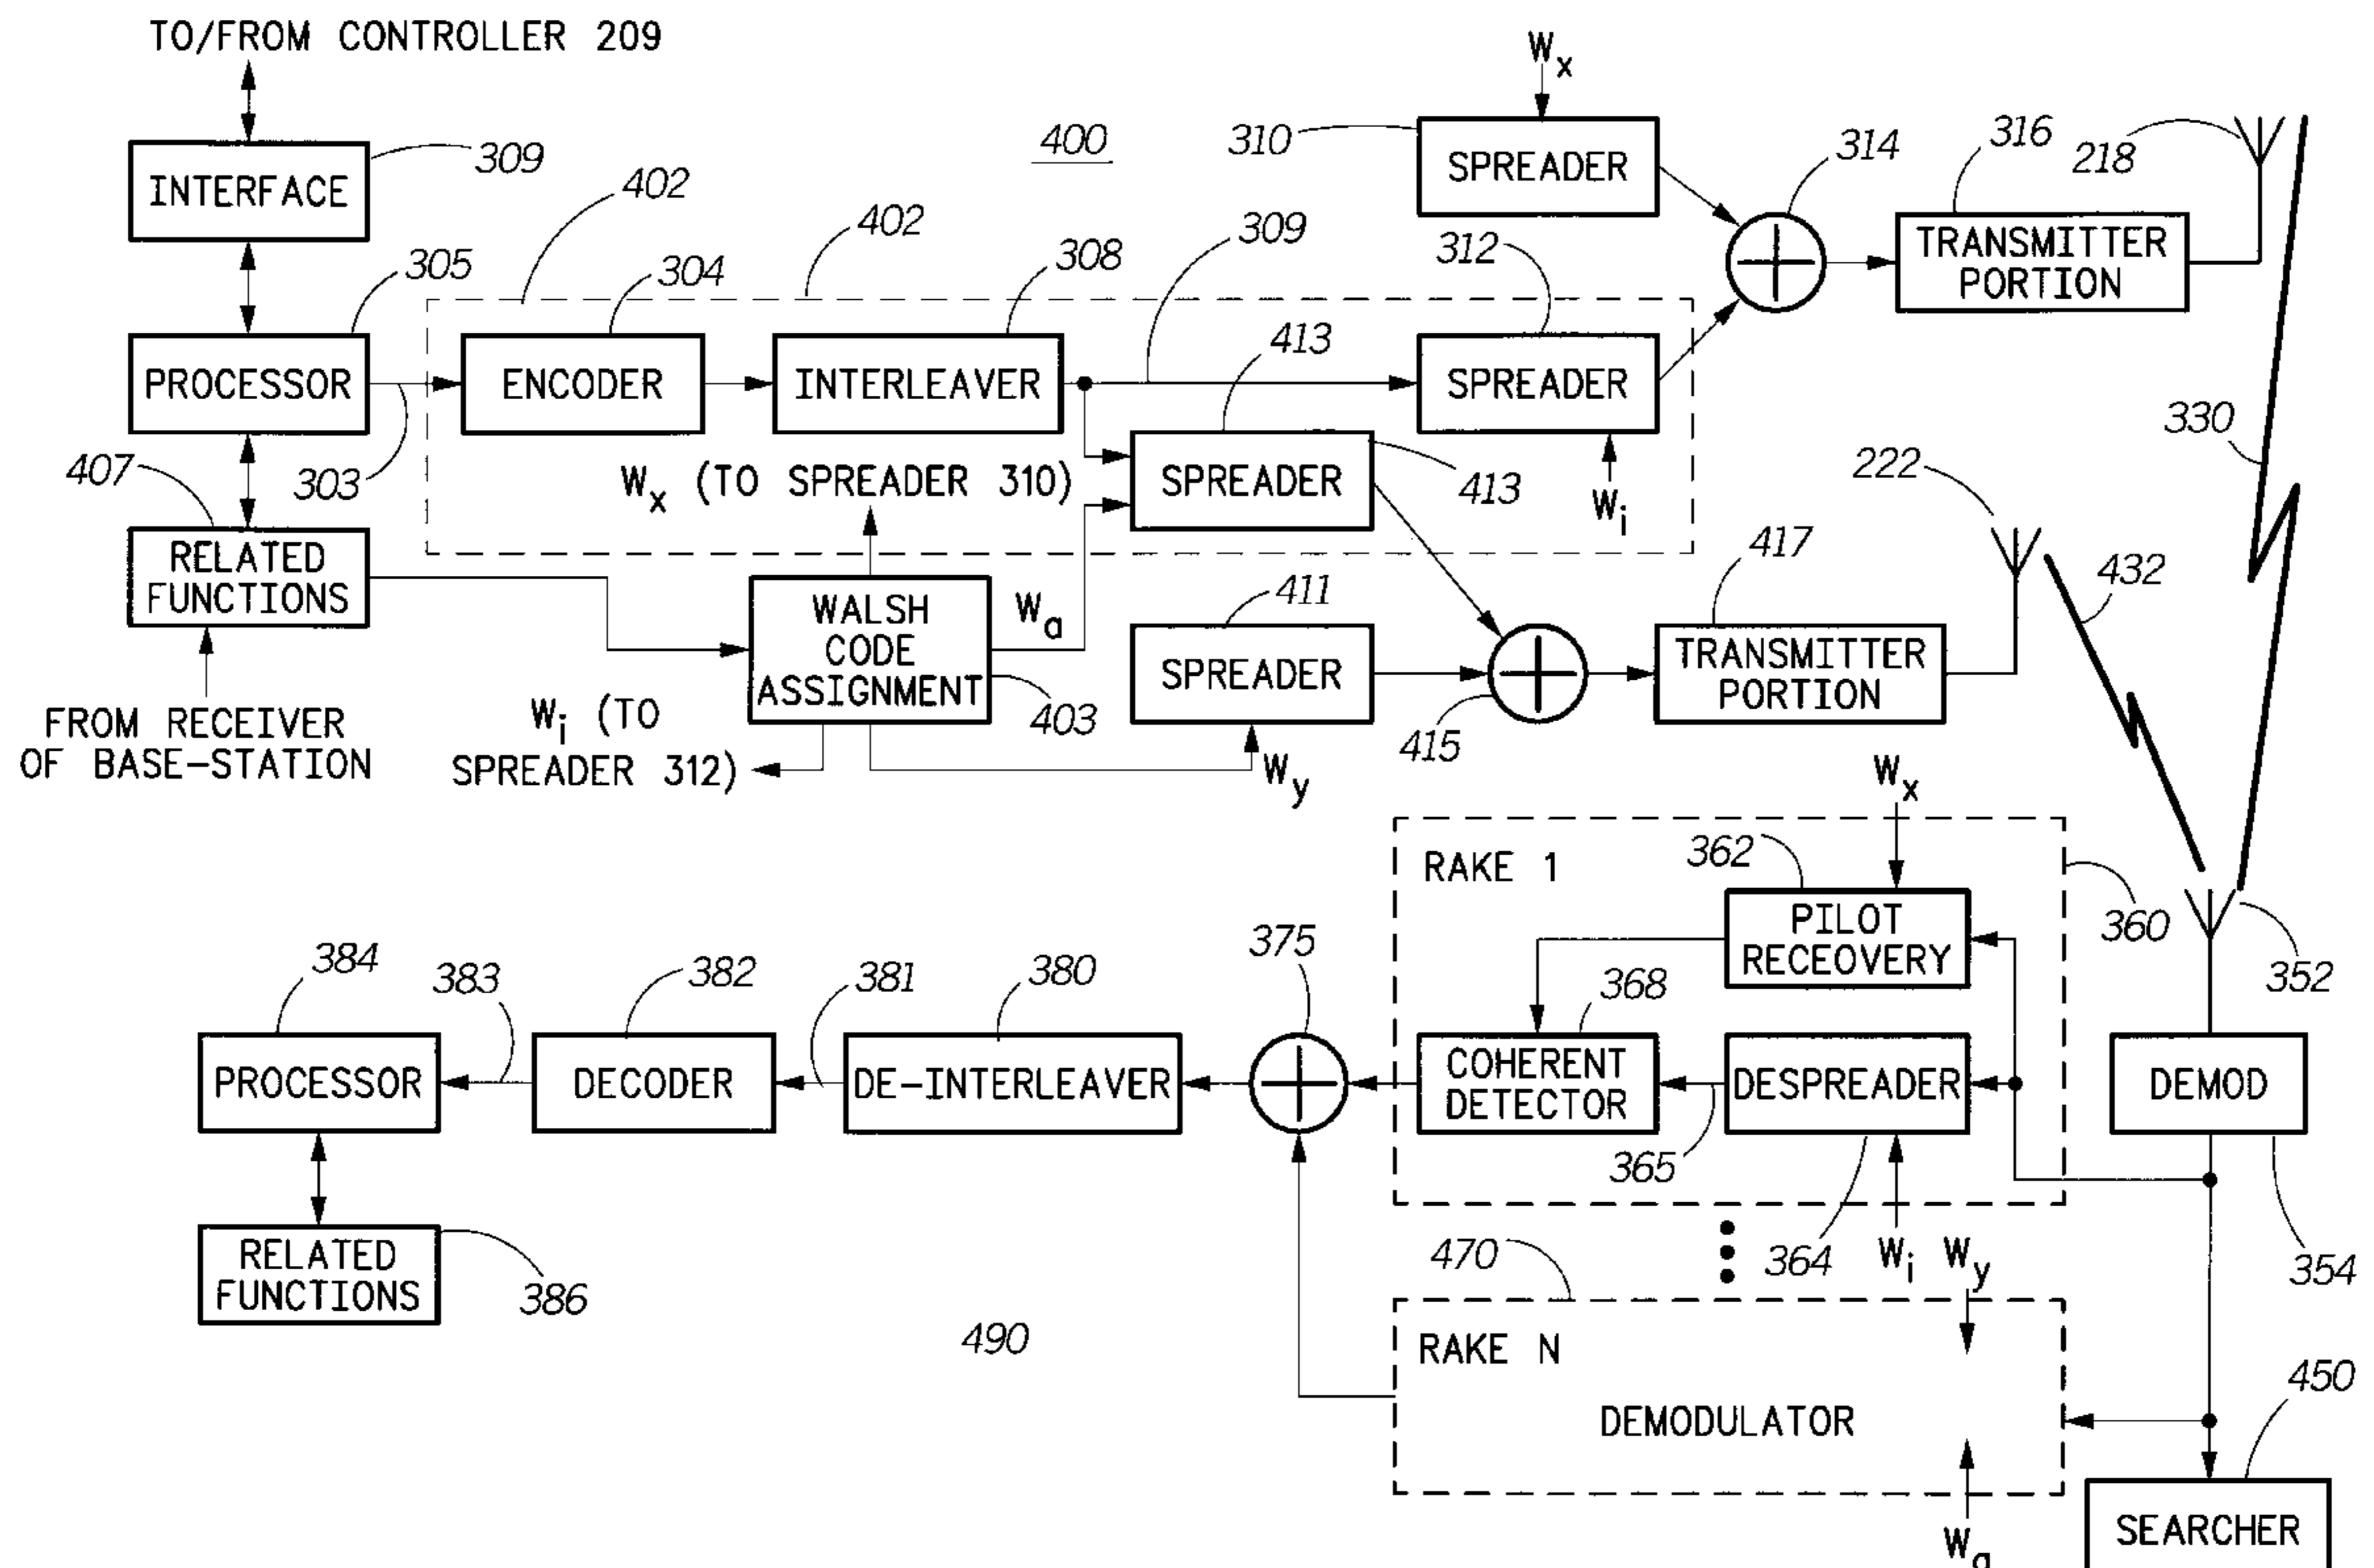 TO/FROM CONTROLLER 209
INTERFACE
309
402
402
400
310
SPREADER
Wx
314
316
TRANSMITTER
PORTION
218
305
PROCESSOR
303
304
ENCODER
308
INTERLEAVER
309
312
SPREADER
Wi
413
SPREADER
413
330
407
RELATED
FUNCTIONS
FROM RECEIVER
OF BASE-STATION
Wx (TO SPREADER 310)
WALSH
CODE
ASSIGNMENT
403
Wa
Wi (TO
SPREADER 312)
411
SPREADER
Wy
415
417
TRANSMITTER
PORTION
222
432
RAKE 1
Wx
362
PILOT
RECEOVERY
360
352
384
PROCESSOR
383
382
DECODER
381
380
DE-INTERLEAVER
375
368
COHERENT
DETECTOR
365
DESPREADER
364
Wi
DEMOD
354
RELATED
FUNCTIONS
386
490
470
Wy
RAKE N
DEMODULATOR
Wa
450
SEARCHER